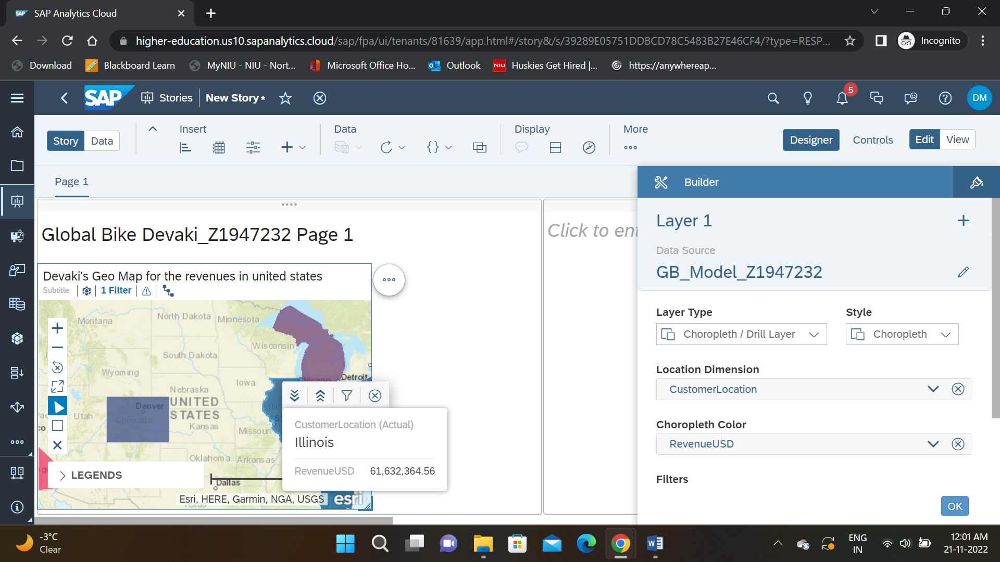 SAP Analytics Cloud
higher-education.us10.sapanalytics.cloud/sap/fpa/ui/tenants/81639/app.html#/story&/s/39289E05751DDBCD78C5483B27E46CF4/?type=RESP...
Incognito
Download
Blackboard Learn
MyNIU - NIU - Nort...
Microsoft Office Ho...
Outlook
NIU
Huskies Get Hired |...
https://anywhereap...
SAP
Stories
New Story*
5
DM
Story
Data
Insert
Data
Display
More
Designer
Controls
Edit
View
Page 1
Global Bike Devaki_Z1947232 Page 1
Devaki's Geo Map for the revenues in united states
Subtitle
1 Filter
Montana
North Dakota
Minnesota
Wisconsin
South Dakota
Wyoming
Iowa
Chicago
Detroit
Nebraska
UNITED
STATES
Denver
Colorado
Utah
Kansas
Missouri
Oklahoma
Arkansas
Dallas
LEGENDS
Esri, HERE, Garmin, NGA, USGS
esri
CustomerLocation (Actual)
Illinois
RevenueUSD 61,632,364.56
Click to ent
Builder
Layer 1
Data Source
GB_Model_Z1947232
Layer Type
Choropleth / Drill Layer
Style
Choropleth
Location Dimension
CustomerLocation
Choropleth Color
RevenueUSD
Filters
OK
-3°C
Clear
ENG
IN
12:01 AM
21-11-2022